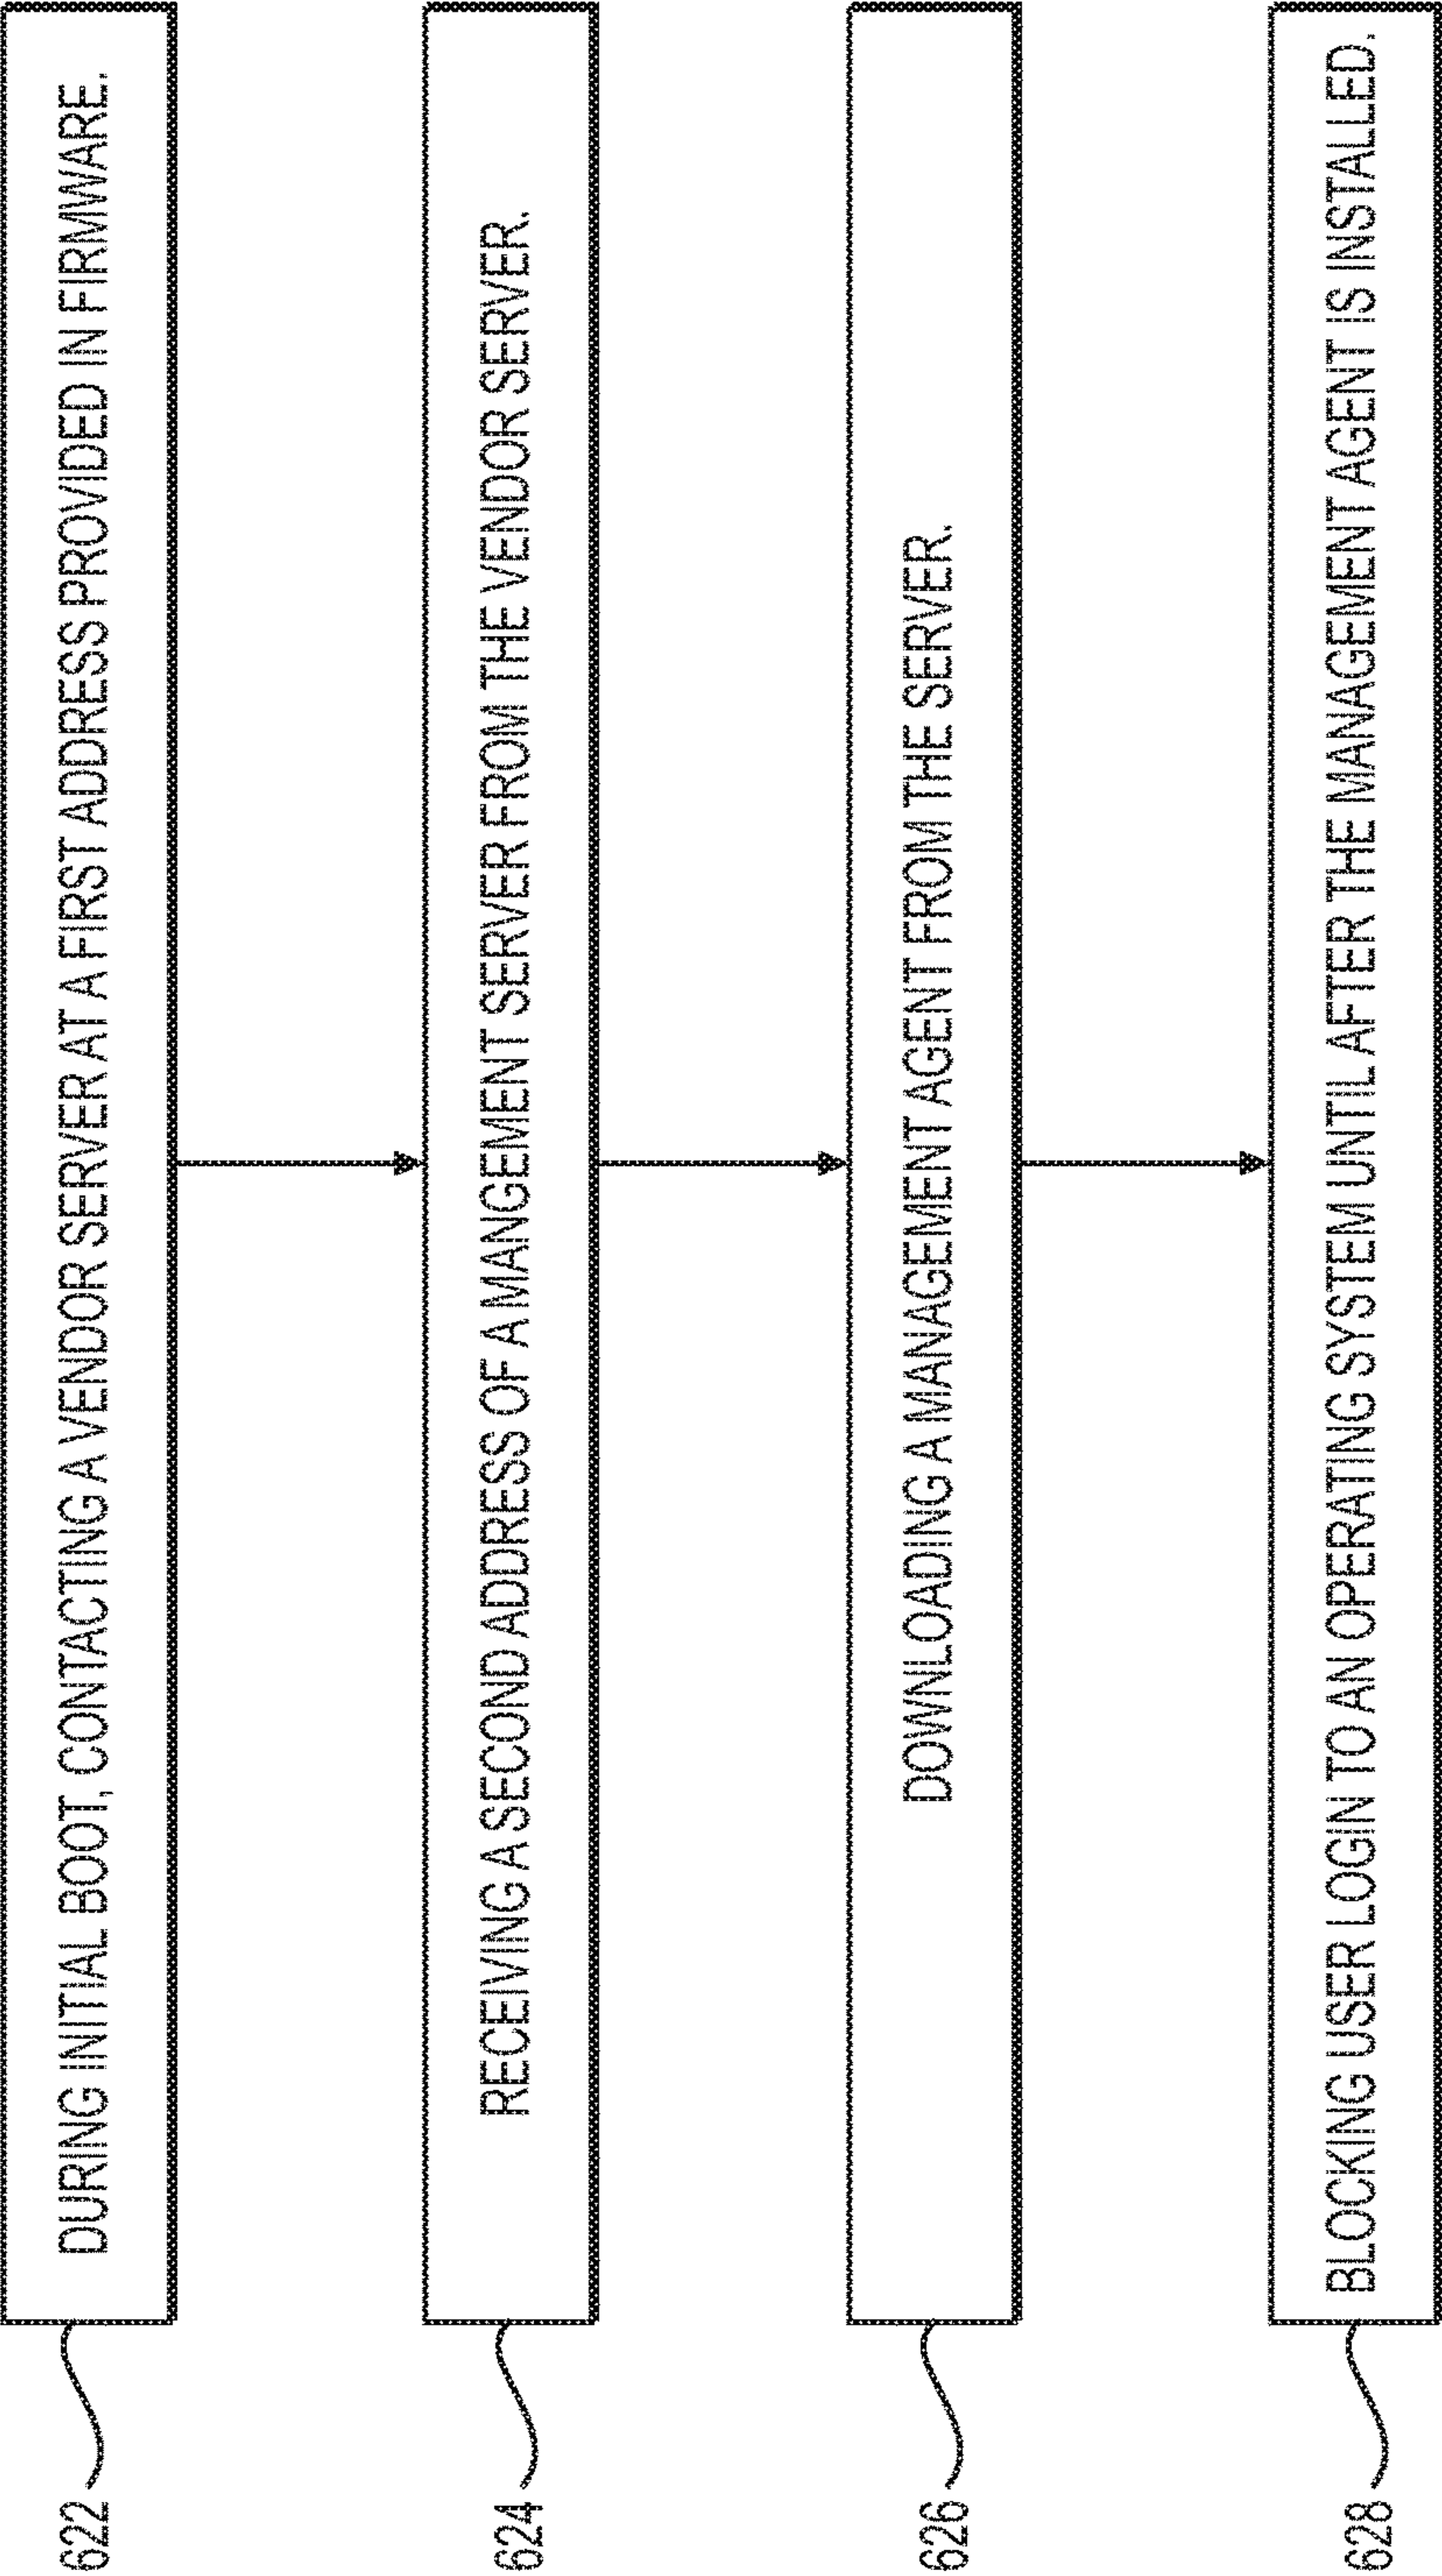 622
DURING INITIAL BOOT, CONTACTING A VENDOR SERVER AT A FIRST ADDRESS PROVIDED IN FIRMWARE.
624
RECEIVING A SECOND ADDRESS OF A MANGEMENT SERVER FROM THE VENDOR SERVER.
626
DOWNLOADING A MANAGEMENT AGENT FROM THE SERVER.
628
BLOCKING USER LOGIN TO AN OPERATING SYSTEM UNTIL AFTER THE MANAGEMENT AGENT IS INSTALLED.